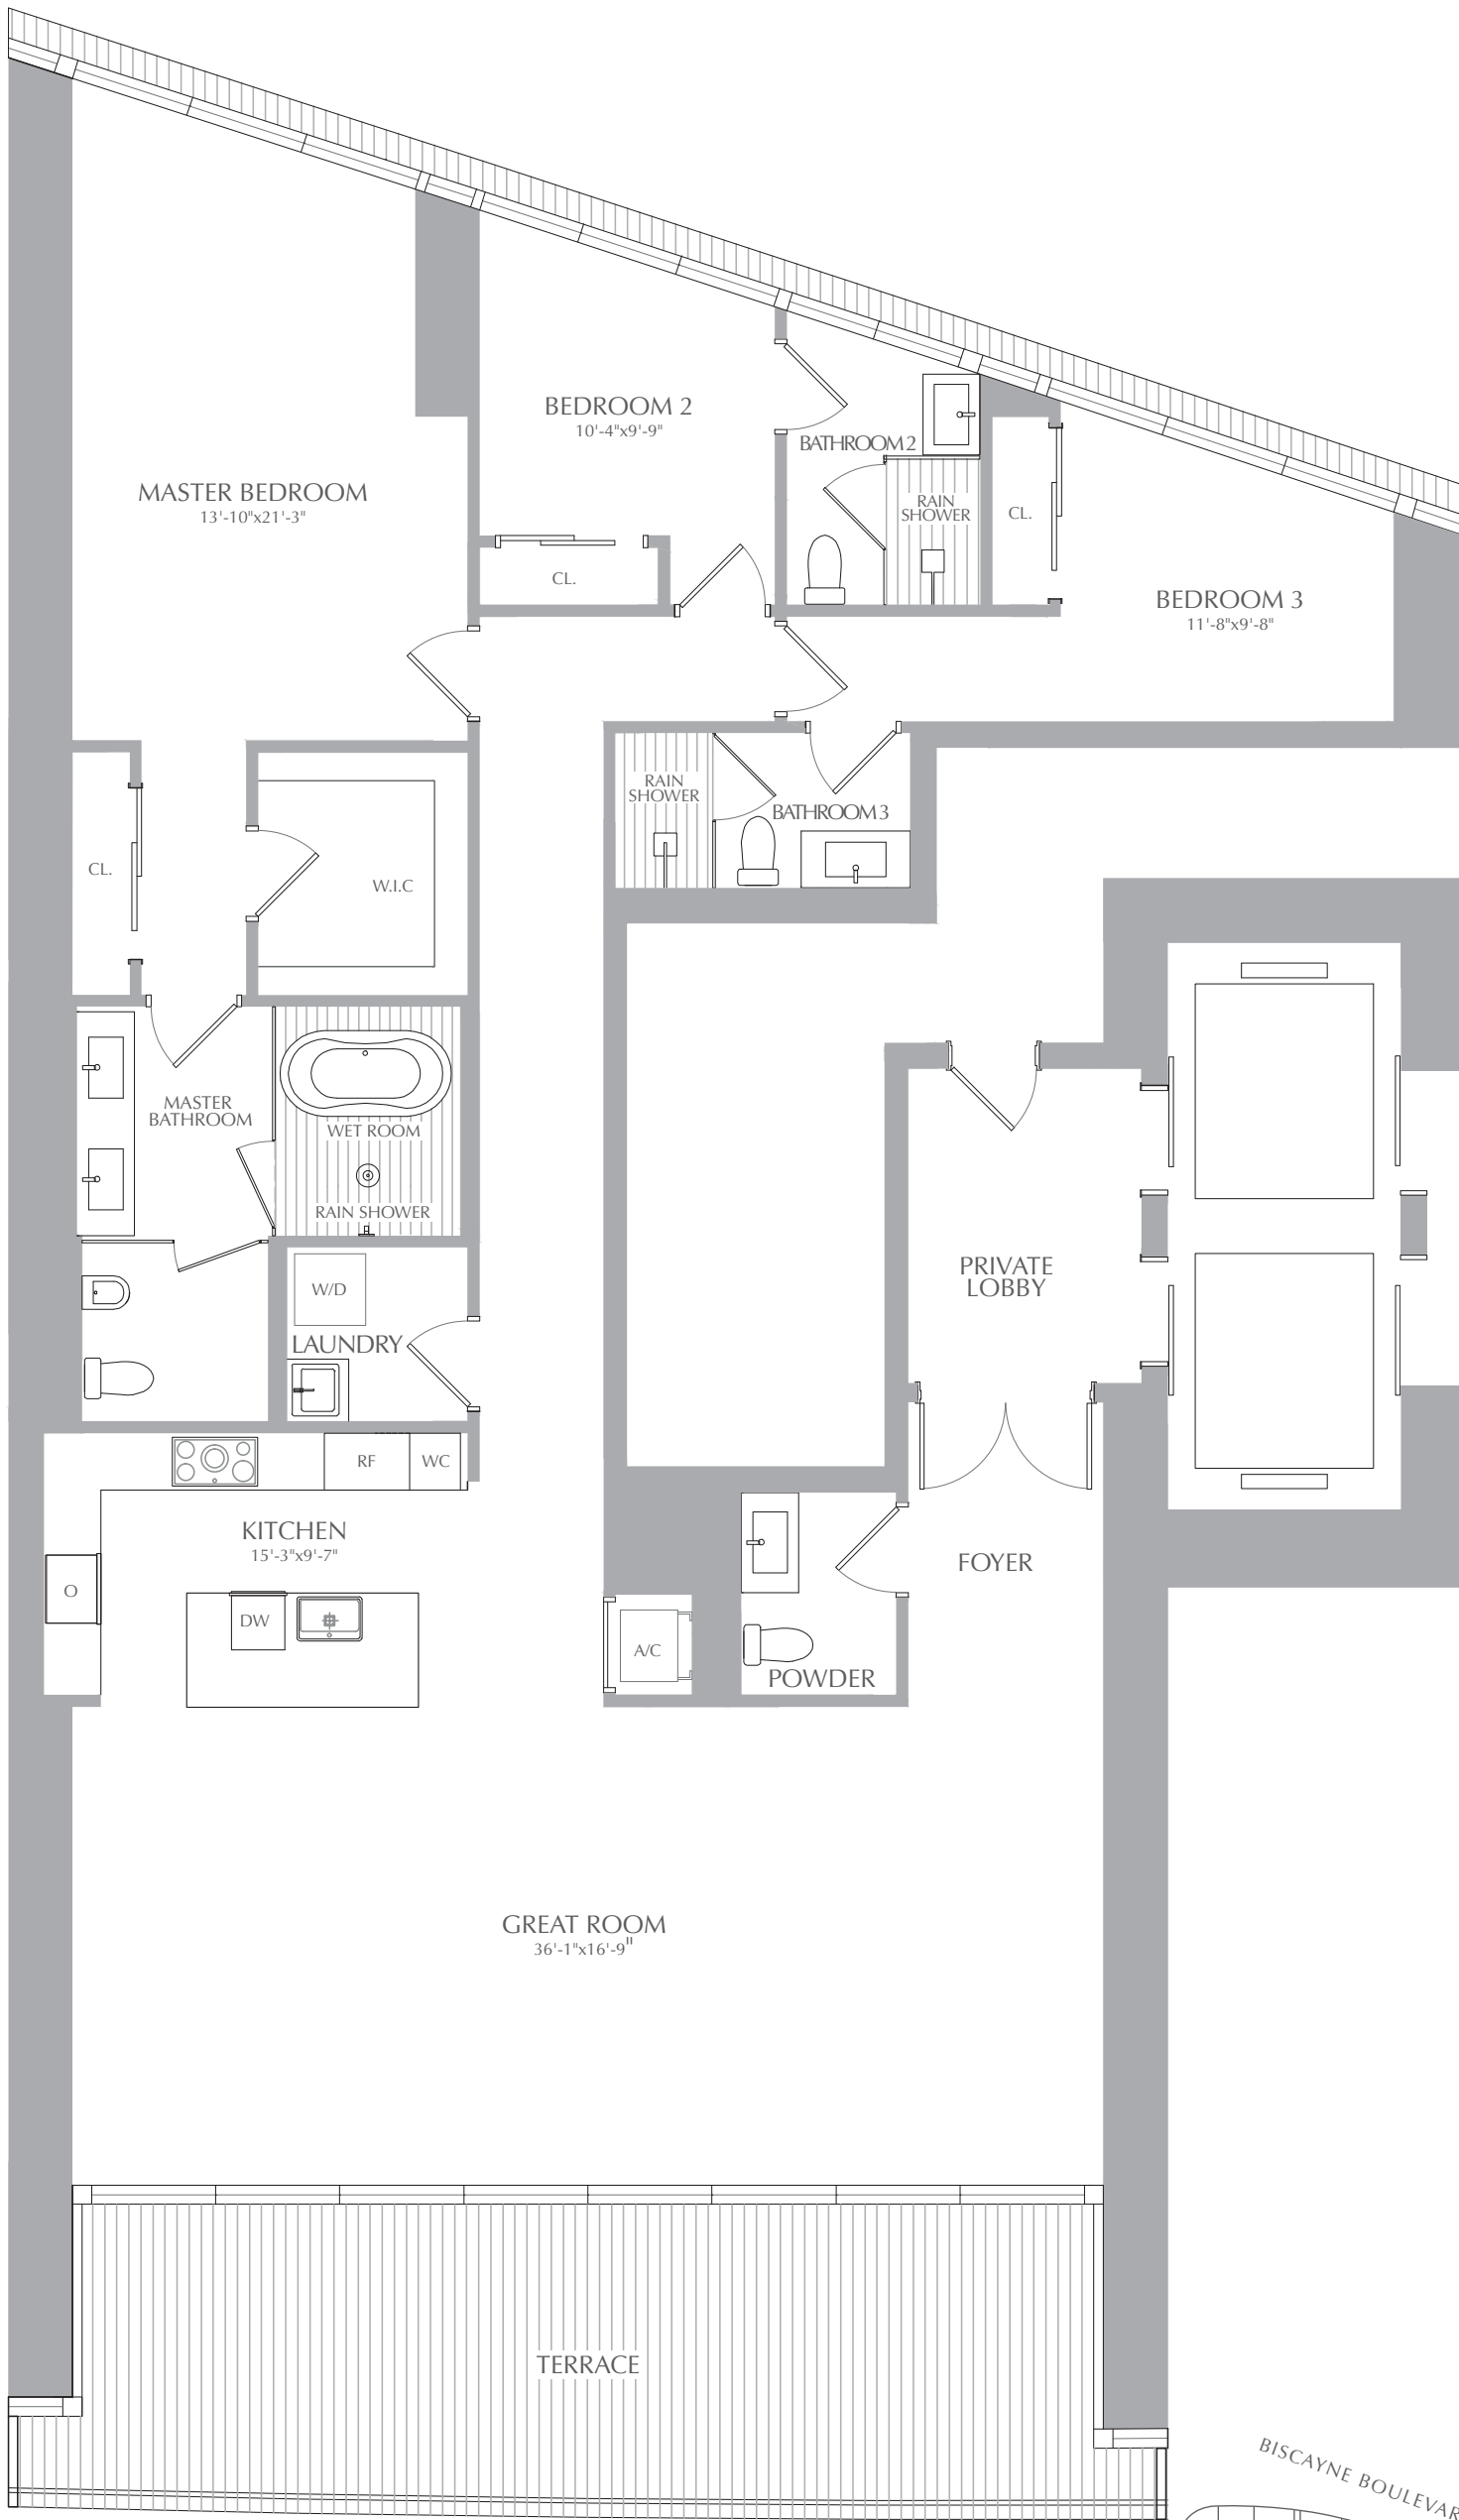 BEDROOM 2
10'-4"x9'-9"
BATHROOM 2
MASTER BEDROOM
13'-10"x21'-3"
RAIN
SHOWER
CL.
CL.
BEDROOM 3
11'-8"x9'-8"
RAIN
SHOWER
BATHROOM 3
CL.
W.I.C
MASTER
BATHROOM
WET ROOM
RAIN SHOWER
PRIVATE
LOBBY
W/D
LAUNDRY
RF
WC
KITCHEN
15'-3"x9'-7"
FOYER
O
DW
A/C
POWDER
GREAT ROOM
36'-1"x16'-9"
TERRACE
BISCAYNE BOULEVAR